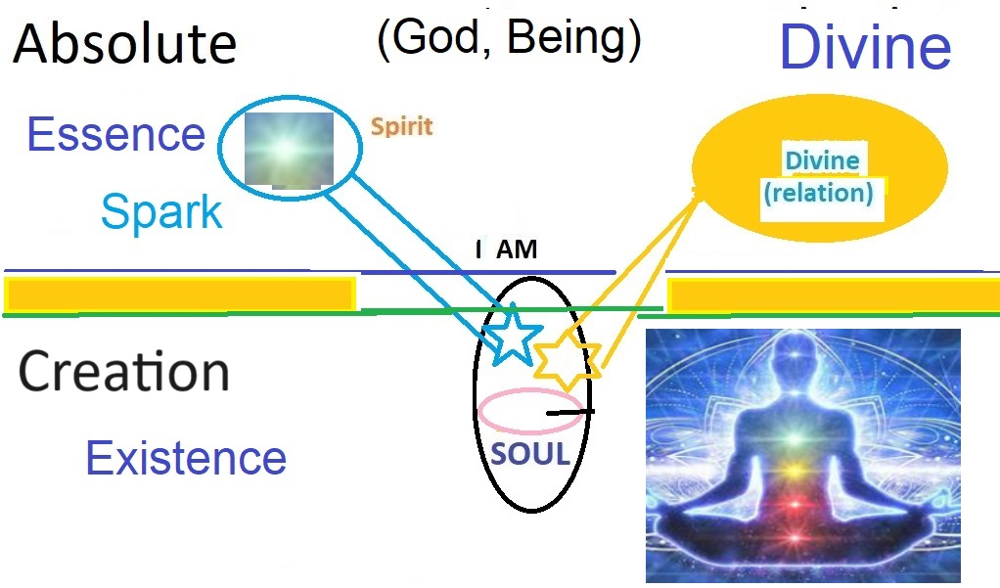 Absolute
(God, Being)
Divine
Essence
Spirit
Divine
(relation)
Spark
I AM
Creation
Existence
SOUL